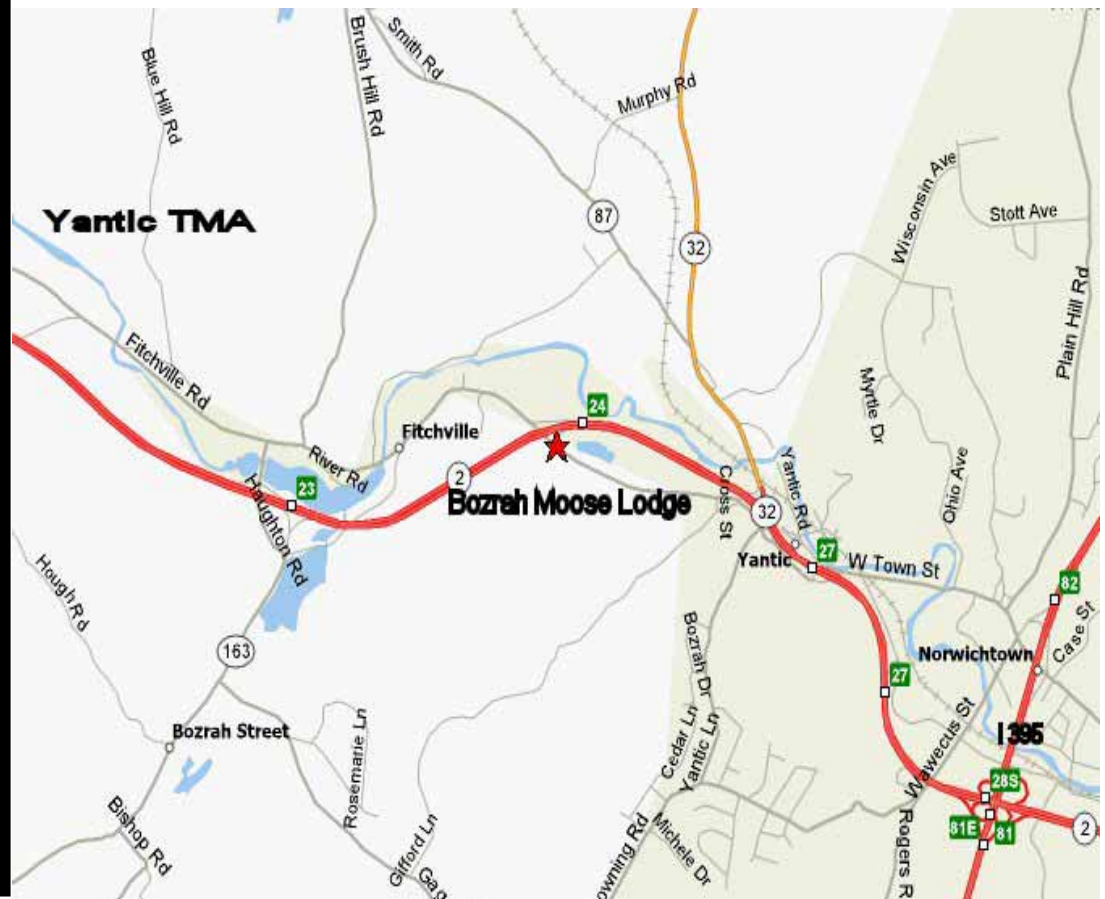 Smith Rd
Brush Hill Rd
Blue Hill Rd
Murphy Rd
Wisconsin Ave
Stott Ave
87
Yantic TMA
32
Plain Hill Rd
Fitchville Rd
Myrtle Dr
24
Fitchville
River Rd
2
23
Haughton Rd
Bozrah Moose Lodge
Cross St
Yantic Rd
Ohio Ave
32
Yantic
27
W Town St
82
Case St
Hough Rd
163
Bozrah Dr
Norwichtown
27
Bozrah Street
Rosemarie Ln
Cedar Ln
Yantic Ln
Wawecus St
I 395
28S
Bishop Rd
Gifford Ln
Gag
owning Rd
Michele Dr
Rogers R
81E
81
2